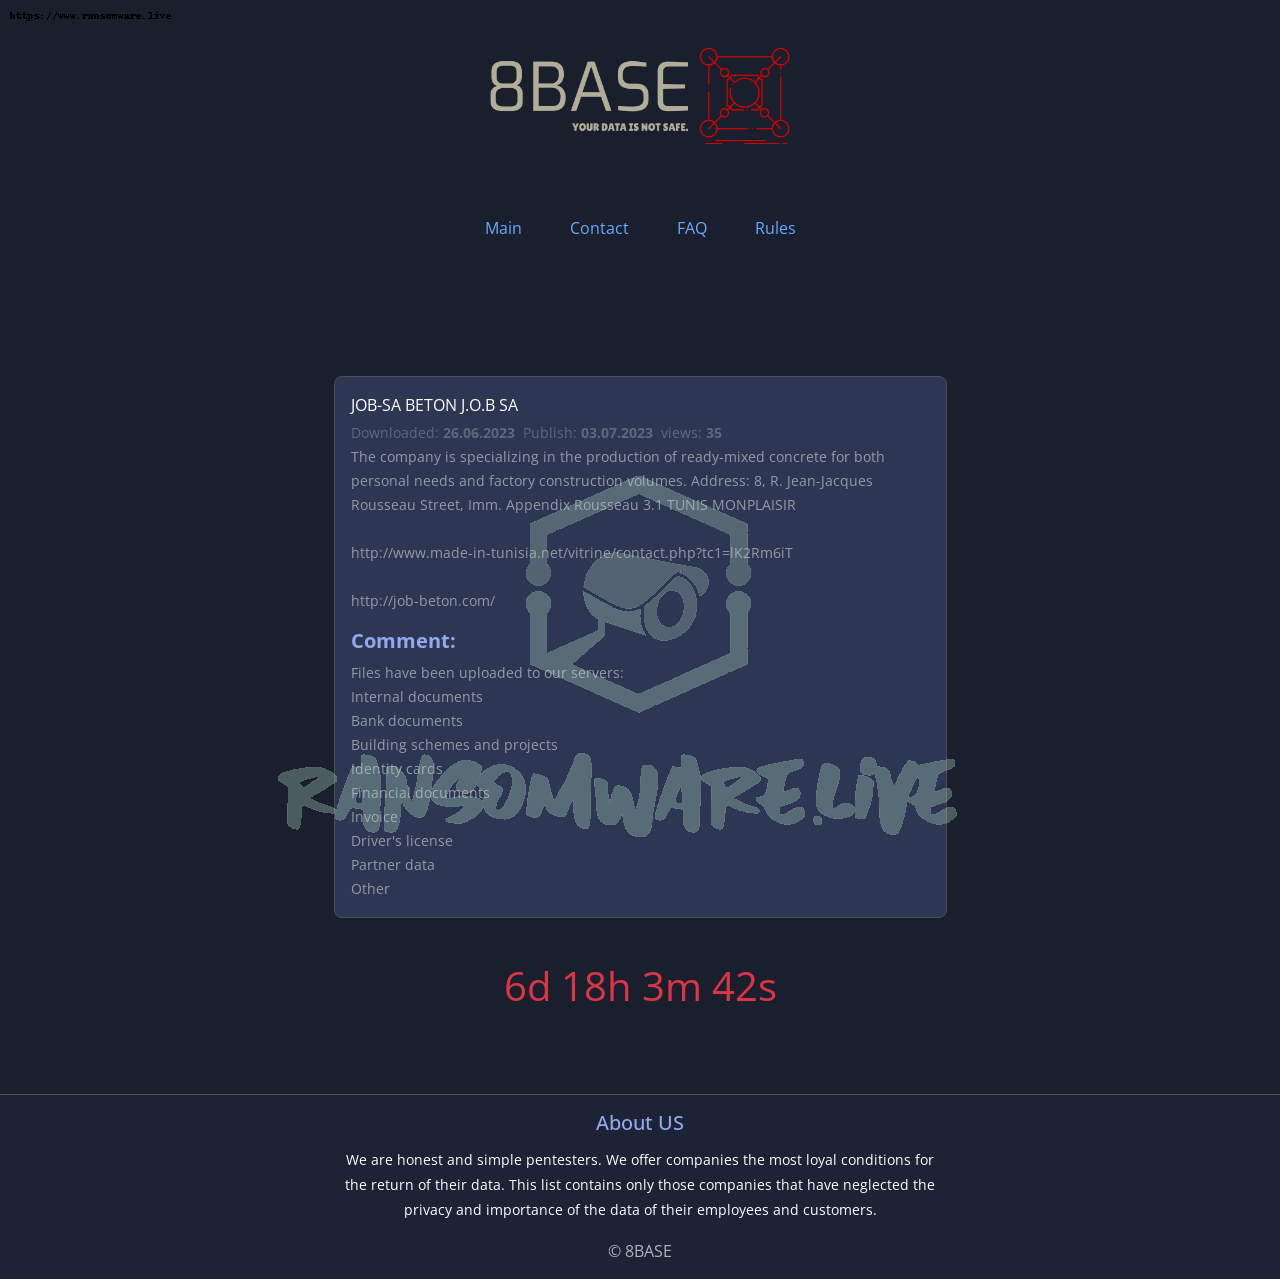 https://www.ransomware.live
8BASE
YOUR DATA IS NOT SAFE.
Main Contact FAQ Rules
JOB-SA BETON J.O.B SA
Downloaded: 26.06.2023 Publish: 03.07.2023 views: 35
The company is specializing in the production of ready-mixed concrete for both
personal needs and factory construction volumes. Address: 8, R. Jean-Jacques
Rousseau Street, Imm. Appendix Rousseau 3.1 TUNIS MONPLAISIR
http://www.made-in-tunisia.net/vitrine/contact.php?tc1=lK2Rm6iT
http://job-beton.com/
Comment:
Files have been uploaded to our servers:
Internal documents
Bank documents
Building schemes and projects
Identity cards
Financial documents
Invoice
Driver's license
Partner data
Other
RANSOMWARE.LIVE
6d 18h 3m 42s
About US
We are honest and simple pentesters. We offer companies the most loyal conditions for
the return of their data. This list contains only those companies that have neglected the
privacy and importance of the data of their employees and customers.
© 8BASE